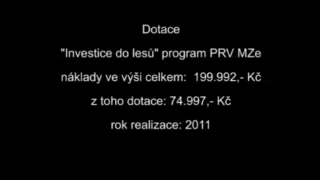 Dotace
"Investice do lesů" program PRV MZe
náklady ve výši celkem:  199.992,- Kč
z toho dotace: 74.997,- Kč
rok realizace: 2011